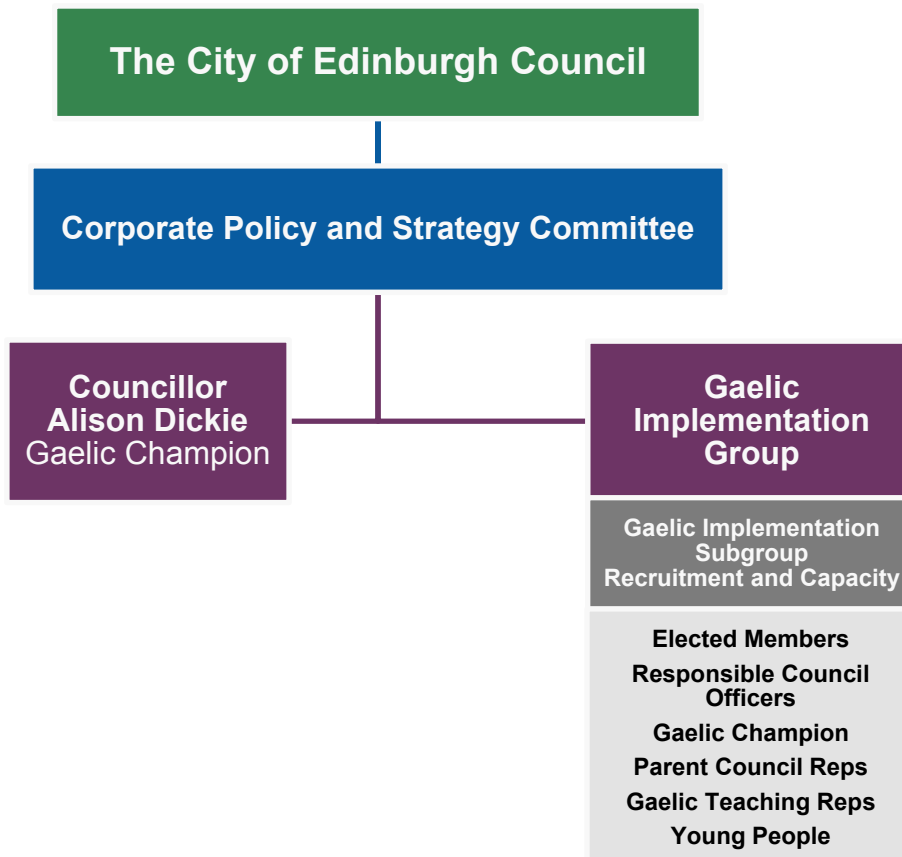 The City of Edinburgh Council
Corporate Policy and Strategy Committee
Councillor
Alison Dickie
Gaelic Champion
Gaelic
Implementation
Group
Gaelic Implementation
Subgroup
Recruitment and Capacity
Elected Members
Responsible Council
Officers
Gaelic Champion
Parent Council Reps
Gaelic Teaching Reps
Young People